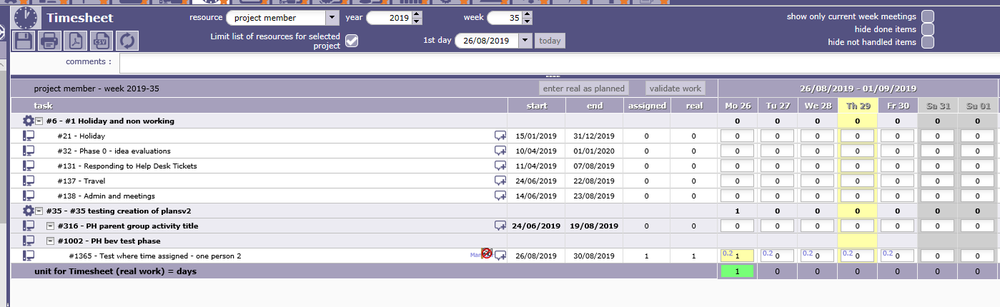 Timesheet resource project member year 2019 week 35 show only current week meetings
hide done items
Limit list of resources for selected project 1st day 26/08/2019 today hide not handled items
CSV
comments :
project member - week 2019-35 enter real as planned validate work 26/08/2019 - 01/09/2019
task start end assigned real Mo 26 Tu 27 We 28 Th 29 Fr 30 Sa 31 Su 01
#6 - #1 Holiday and non working 0 0 0 0 0 0 0
#21 - Holiday 15/01/2019 31/12/2019 0 0 0 0 0 0 0 0 0
#32 - Phase 0 - idea evaluations 10/04/2019 01/01/2020 0 0 0 0 0 0 0 0 0
#131 - Responding to Help Desk Tickets 11/04/2019 07/08/2019 0 0 0 0 0 0 0 0 0
#137 - Travel 24/06/2019 22/08/2019 0 0 0 0 0 0 0 0 0
#138 - Admin and meetings 14/06/2019 23/08/2019 0 0 0 0 0 0 0 0 0
#35 - #35 testing creation of plansv2 1 0 0 0 0 0 0
#316 - PH parent group activity title 24/06/2019 19/08/2019 0 0 0 0 0 0 0 0 0
#1002 - PH bev test phase
#1365 - Test where time assigned - one person 2 26/08/2019 30/08/2019 1 1 0.2 1 0.2 0 0.2 0 0.2 0 0.2 0 0 0
unit for Timesheet (real work) = days 1 0 0 0 0 0 0